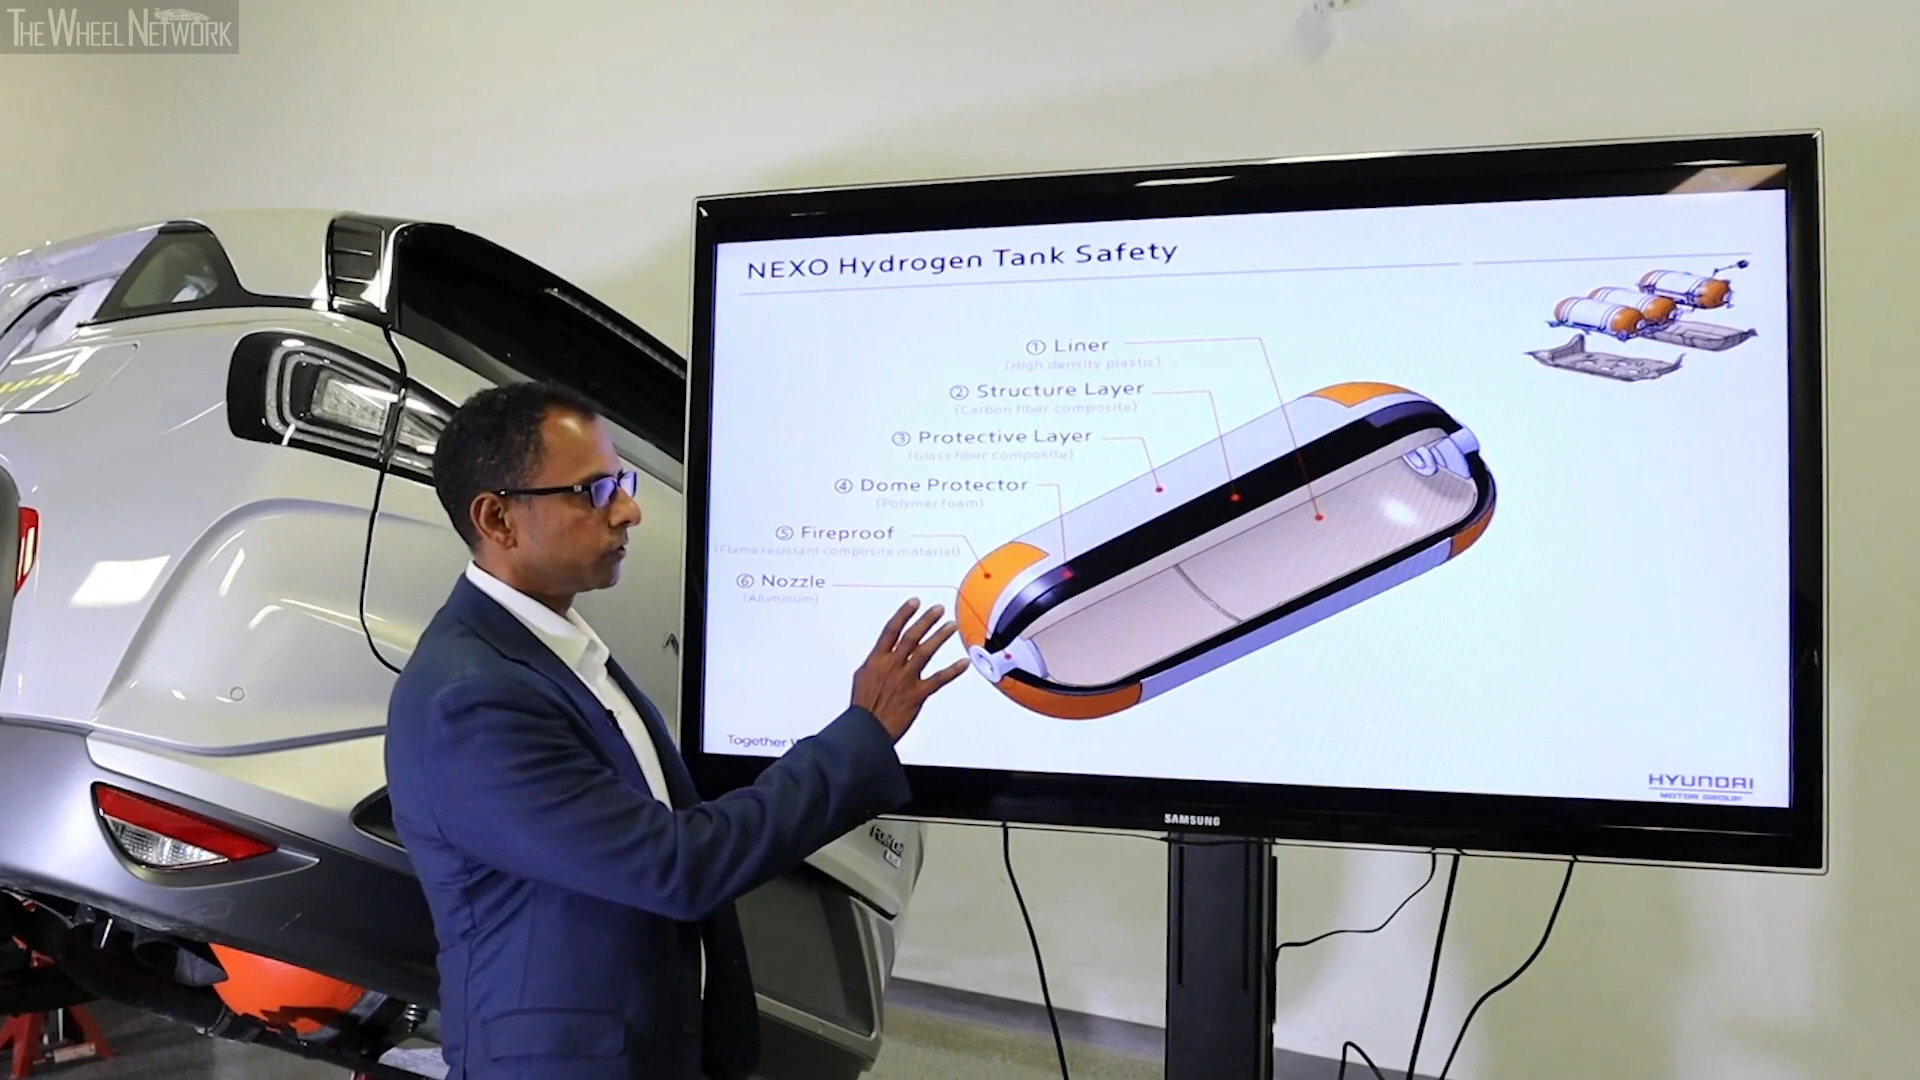 THE WHEEL NETWORK
NEXO Hydrogen Tank Safety
① Liner
(High density plastic)
② Structure Layer
(Carbon fiber composite)
③ Protective Layer
(Glass fiber composite)
④ Dome Protector
(Polymer foam)
⑤ Fireproof
(Flame resistant composite material)
⑥ Nozzle
(Aluminum)
Together
HYUNDAI
MOTOR GROUP
SAMSUNG